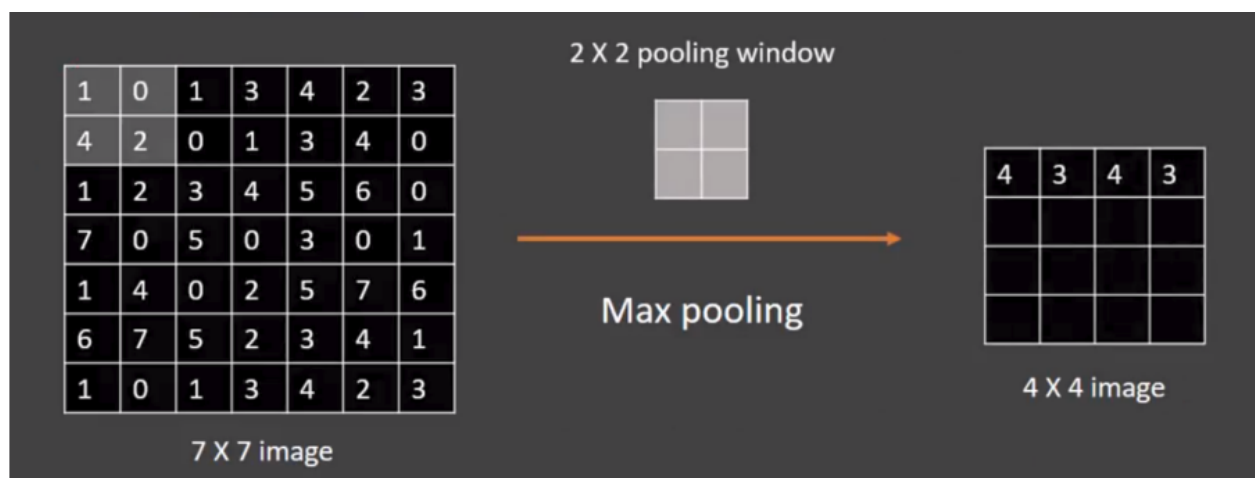 2 X 2 pooling window
1 0 1 3 4 2 3
4 2 0 1 3 4 0
1 2 3 4 5 6 0
7 0 5 0 3 0 1
1 4 0 2 5 7 6
6 7 5 2 3 4 1
1 0 1 3 4 2 3
7 X 7 image
Max pooling
4 3 4 3
4 X 4 image